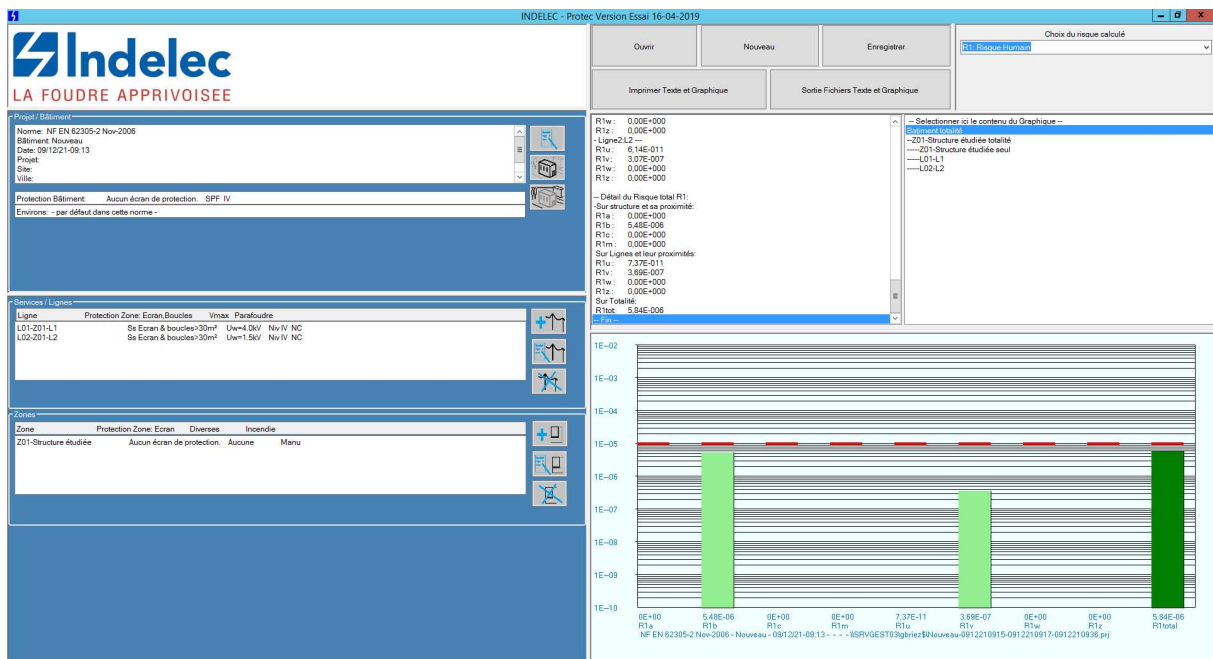 INDELEC - Protec Version Essai 16-04-2019
Indelec
LA FOUDRE APPRIVOISEE
Ouvrir
Nouveau
Enregistrer
Imprimer Texte et Graphique
Sortie Fichiers Texte et Graphique
Choix du risque calculé
R1: Risque Humain
Projet / Bâtiment
Norme: NF EN 62305-2 Nov-2006
Bâtiment: Nouveau
Date: 09/12/21-09:13
Projet:
Site:
Ville:
Protection Bâtiment: Aucun écran de protection. SPF IV
Environs: - par défaut dans cette norme -
Services / Lignes
Ligne Protection Zone: Ecran,Boucles Vmax Parafoudre
L01-Z01-L1 Ss Ecran & boucles>30m² Uw=4.0kV Niv IV NC
L02-Z01-L2 Ss Ecran & boucles>30m² Uw=1.5kV Niv IV NC
Zones
Zone Protection Zone: Ecran Diverses Incendie
Z01-Structure étudiée Aucun écran de protection. Aucune Manu
R1w : 0,00E+000
R1z : 0,00E+000
- Ligne2:L2 ---
R1u : 6,14E-011
R1v : 3,07E-007
R1w : 0,00E+000
R1z : 0,00E+000
-- Détail du Risque total R1:
-Sur structure et sa proximité:
R1a : 0,00E+000
R1b : 5,48E-006
R1c : 0,00E+000
R1m : 0,00E+000
Sur Lignes et leur proximités:
R1u : 7,37E-011
R1v : 3,69E-007
R1w : 0,00E+000
R1z : 0,00E+000
Sur Totalité:
R1tot: 5,84E-006
-- Fin --
-- Selectionner ici le contenu du Graphique --
Batiment totalité
--Z01-Structure étudiée totalité
-----Z01-Structure étudiée seul
-----L01-L1
-----L02-L2
1E-02
1E-03
1E-04
1E-05
1E-06
1E-07
1E-08
1E-09
1E-10
0E+00 5,48E-06 0E+00 0E+00 7,37E-11 3,69E-07 0E+00 0E+00 5,84E-06
R1a R1b R1c R1m R1u R1v R1w R1z R1total
NF EN 62305-2 Nov-2006 - Nouveau - 09/12/21-09:13 - - - - \\SRVGEST03\gbriez$\Nouveau-0912210915-0912210917-0912210936.prj